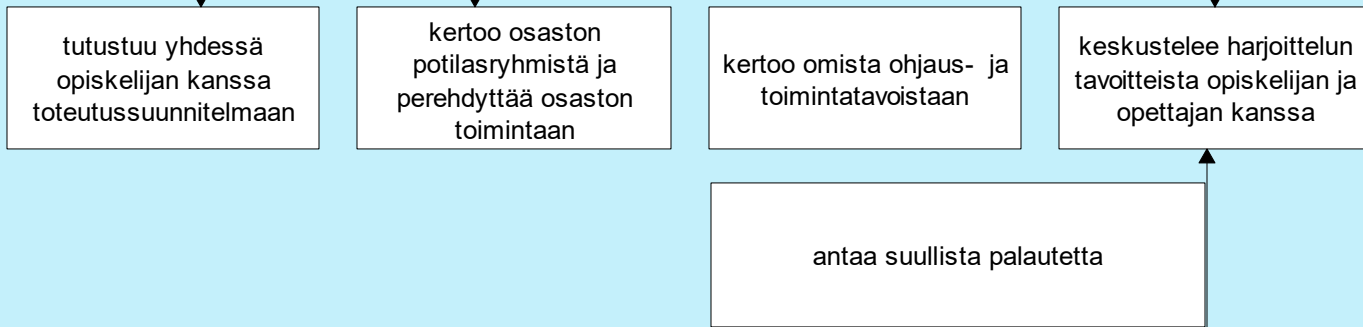 tutustuu yhdessä
opiskelijan kanssa
toteutussuunnitelmaan
kertoo osaston
potilasryhmistä ja
perehdyttää osaston
toimintaan
kertoo omista ohjaus- ja
toimintatavoistaan
keskustelee harjoittelun
tavoitteista opiskelijan ja
opettajan kanssa
antaa suullista palautetta